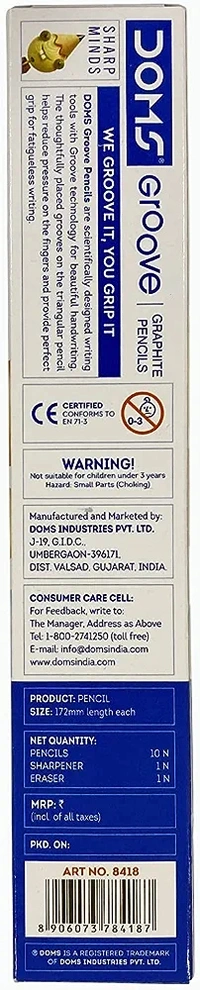 SHARP
MINDS
DOMS®
Groove
GRAPHITE
PENCILS
WE GROOVE IT, YOU GRIP IT
DOMS Groove Pencils are scientifically designed writing
tools with Groove technology for beautiful handwriting.
The thoughtfully placed grooves on the triangular pencil
helps reduce pressure on the fingers and provide perfect
grip for fatigueless writing.
CE
CERTIFIED
CONFORMS TO
EN 71-3
0-3
WARNING!
Not suitable for children under 3 years
Hazard: Small Parts (Choking)
Manufactured and Marketed by:
DOMS INDUSTRIES PVT. LTD.
J-19, G.I.D.C.,
UMBERGAON-396171,
DIST. VALSAD, GUJARAT, INDIA.
CONSUMER CARE CELL:
For Feedback, write to:
The Manager, Address as Above
Tel: 1-800-2741250 (toll free)
E-mail: info@domsindia.com
www.domsindia.com
PRODUCT: PENCIL
SIZE: 172mm length each
NET QUANTITY:
PENCILS 10 N
SHARPENER 1 N
ERASER 1 N
MRP: ₹
(incl. of all taxes)
PKD. ON:
ART NO. 8418
8 906073 784187
® DOMS IS A REGISTERED TRADEMARK
OF DOMS INDUSTRIES PVT. LTD.